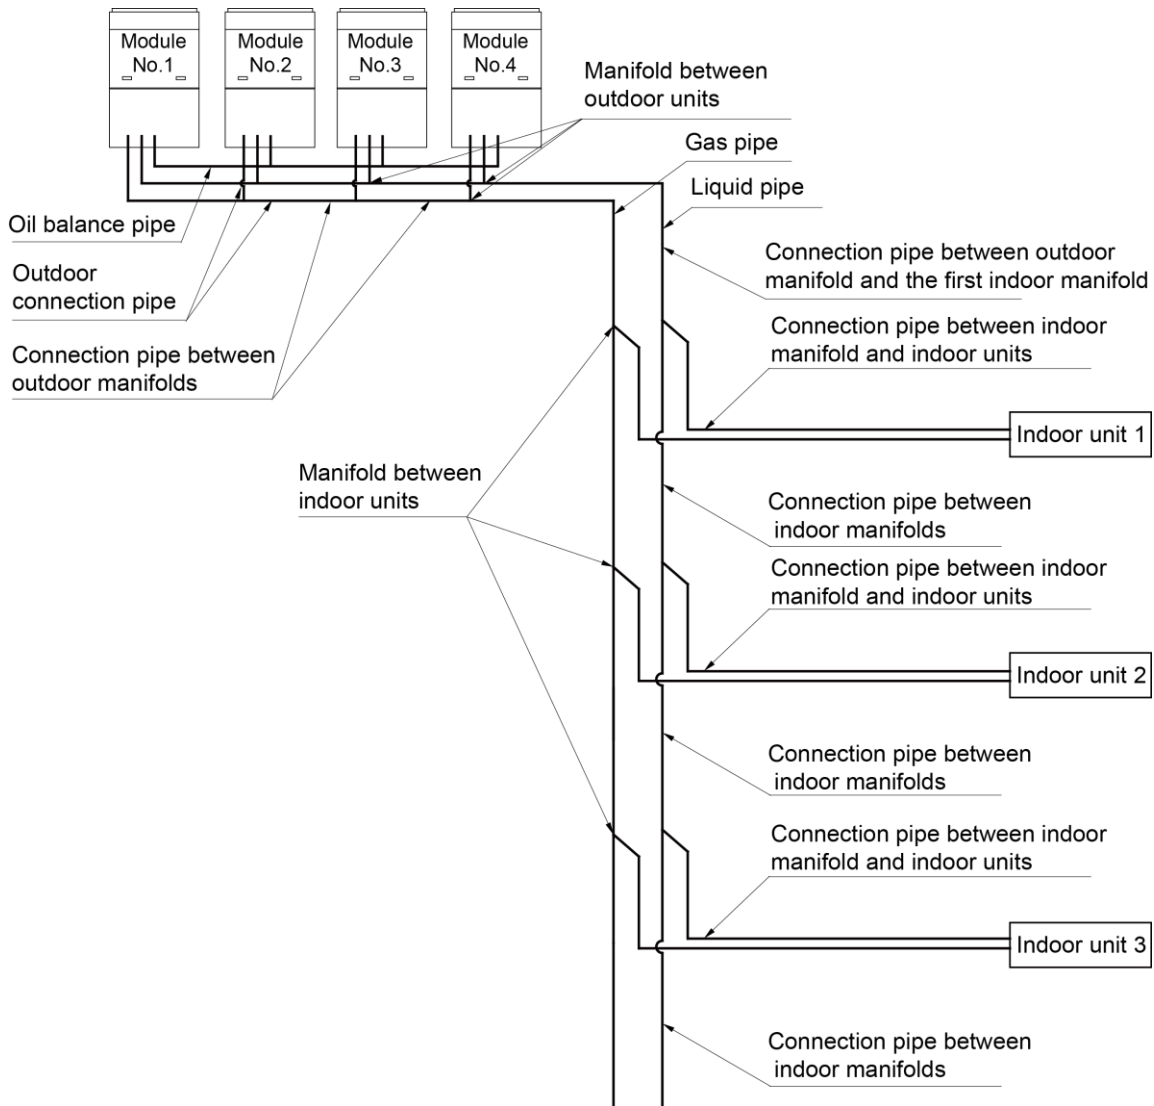 Module
No.1
Module
No.2
Module
No.3
Module
No.4
Manifold between
outdoor units
Gas pipe
Liquid pipe
Oil balance pipe
Outdoor
connection pipe
Connection pipe between
outdoor manifolds
Connection pipe between outdoor
manifold and the first indoor manifold
Connection pipe between indoor
manifold and indoor units
Indoor unit 1
Manifold between
indoor units
Connection pipe between
indoor manifolds
Connection pipe between indoor
manifold and indoor units
Indoor unit 2
Connection pipe between
indoor manifolds
Connection pipe between indoor
manifold and indoor units
Indoor unit 3
Connection pipe between
indoor manifolds